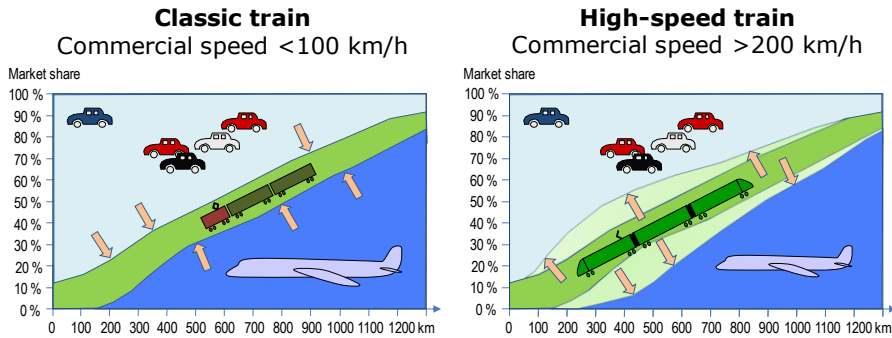 Classic train
Commercial speed <100 km/h
Market share
100 %
90 %
80 %
70 %
60 %
50 %
40 %
30 %
20 %
10 %
0 %
0 100 200 300 400 500 600 700 800 900 1000 1200 km
High-speed train
Commercial speed >200 km/h
Market share
100 %
90 %
80 %
70 %
60 %
50 %
40 %
30 %
20 %
10 %
0 %
0 100 200 300 400 500 600 700 800 900 1000 1200 km